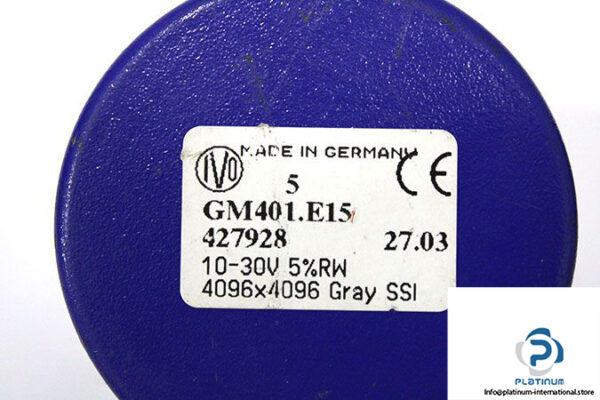 IVO MADE IN GERMANY CE
5
GM401.E15
427928 27.03
10-30V 5%RW
4096x4096 Gray SSI
PLATINUM
info@platinum-international.store